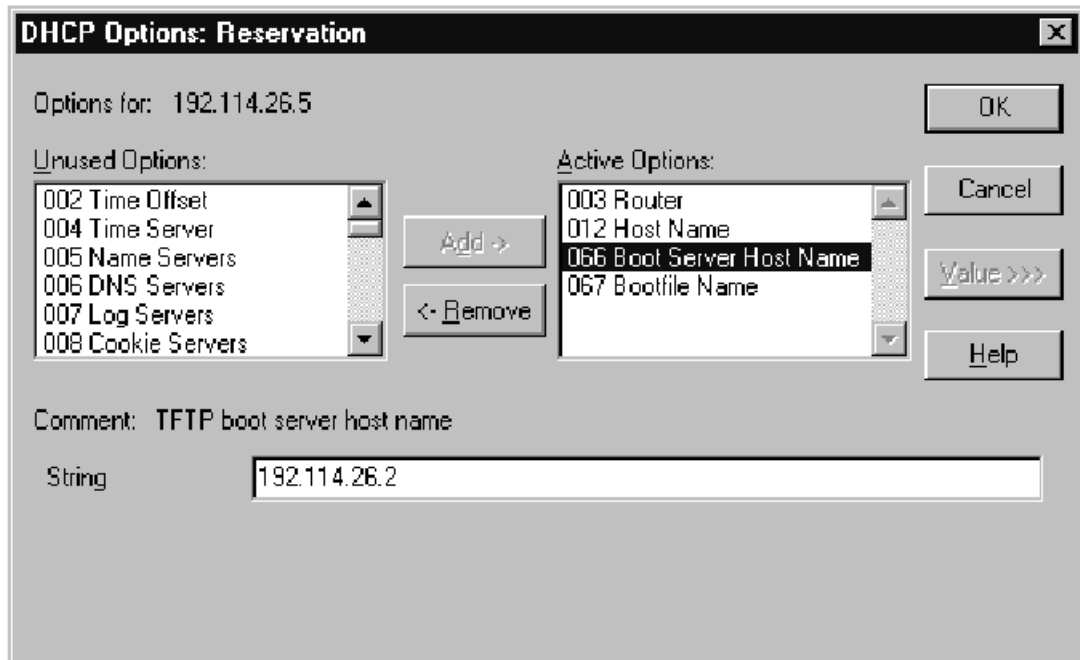 DHCP Options: Reservation
Options for: 192.114.26.5
OK
Unused Options:
Active Options:
002 Time Offset
004 Time Server
005 Name Servers
006 DNS Servers
007 Log Servers
008 Cookie Servers
Add ->
<- Remove
003 Router
012 Host Name
066 Boot Server Host Name
067 Bootfile Name
Cancel
Value >>>
Help
Comment: TFTP boot server host name
String
192.114.26.2